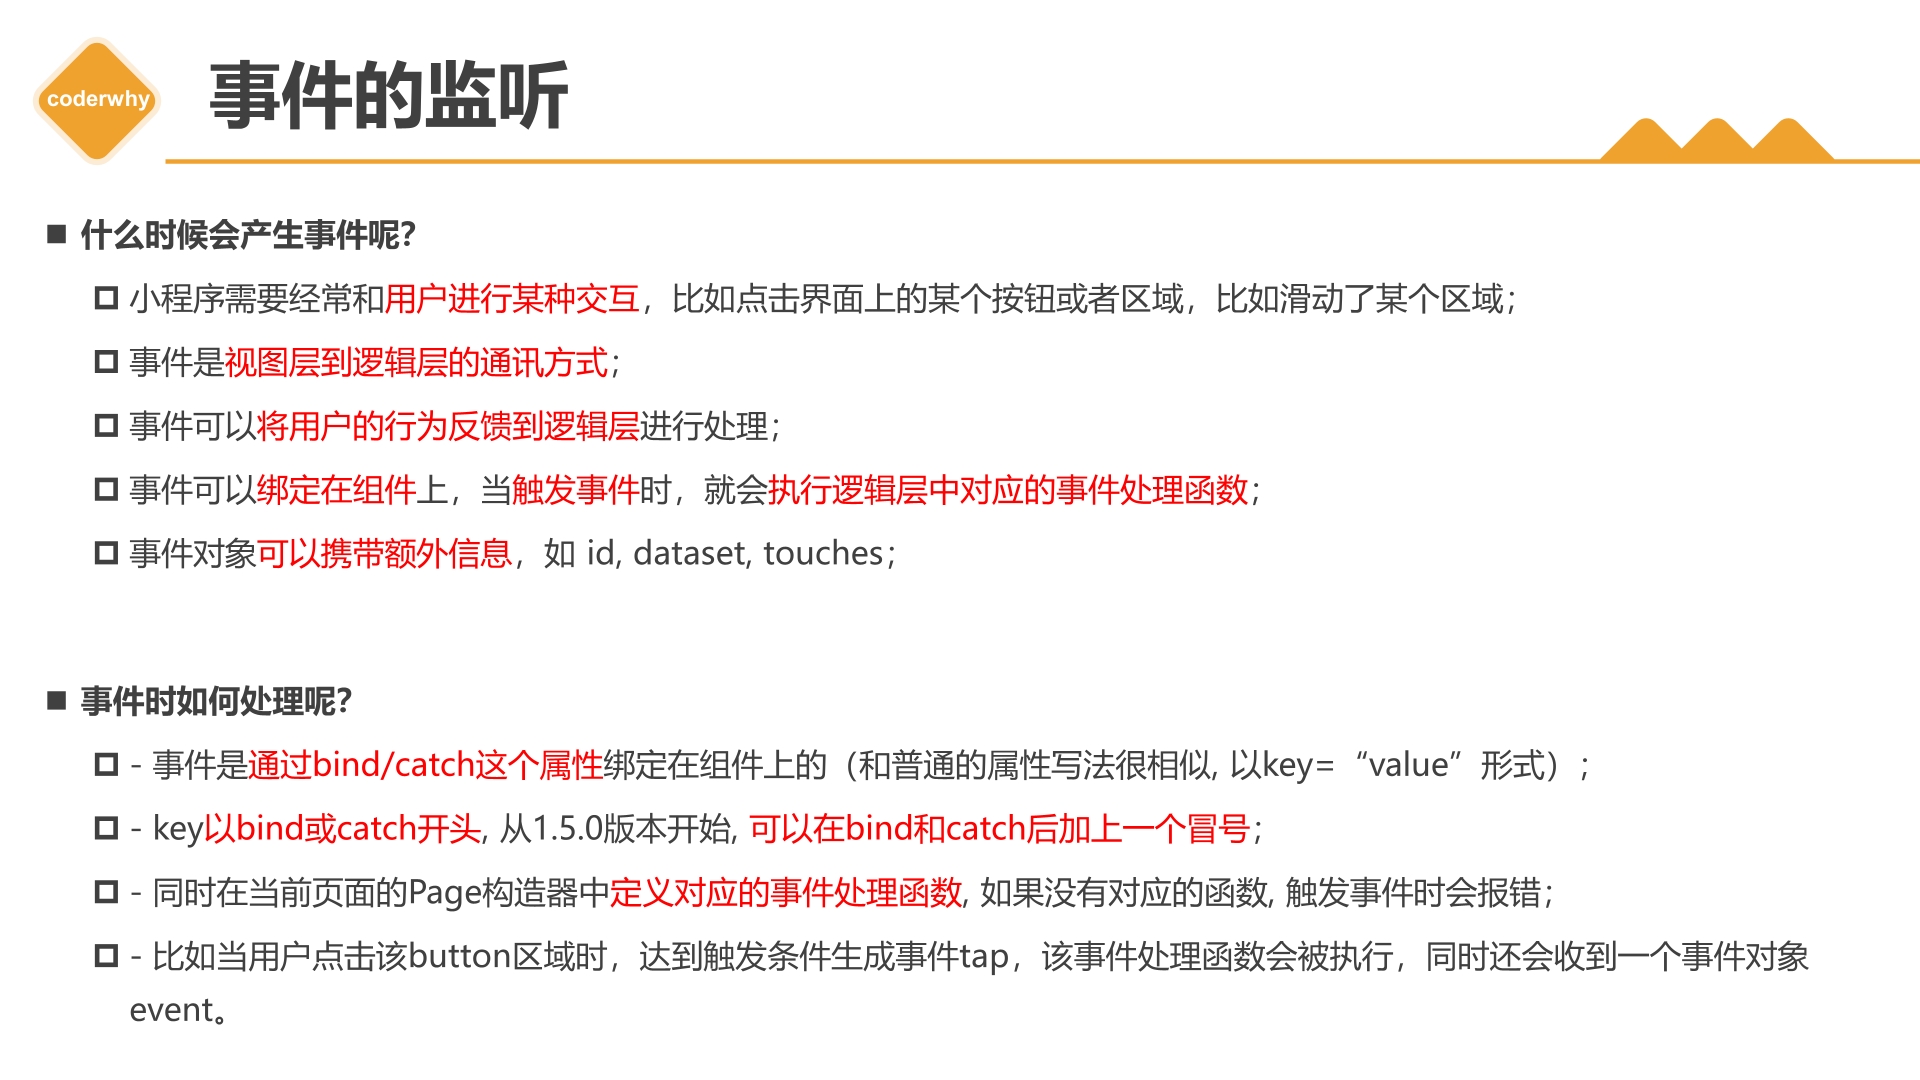 coderwhy
事件的监听
什么时候会产生事件呢？
小程序需要经常和用户进行某种交互，比如点击界面上的某个按钮或者区域，比如滑动了某个区域；
事件是视图层到逻辑层的通讯方式；
事件可以将用户的行为反馈到逻辑层进行处理；
事件可以绑定在组件上，当触发事件时，就会执行逻辑层中对应的事件处理函数；
事件对象可以携带额外信息，如 id, dataset, touches；
事件时如何处理呢？
- 事件是通过bind/catch这个属性绑定在组件上的（和普通的属性写法很相似, 以key=“value”形式）；
- key以bind或catch开头, 从1.5.0版本开始, 可以在bind和catch后加上一个冒号；
- 同时在当前页面的Page构造器中定义对应的事件处理函数, 如果没有对应的函数, 触发事件时会报错；
- 比如当用户点击该button区域时，达到触发条件生成事件tap，该事件处理函数会被执行，同时还会收到一个事件对象
event。